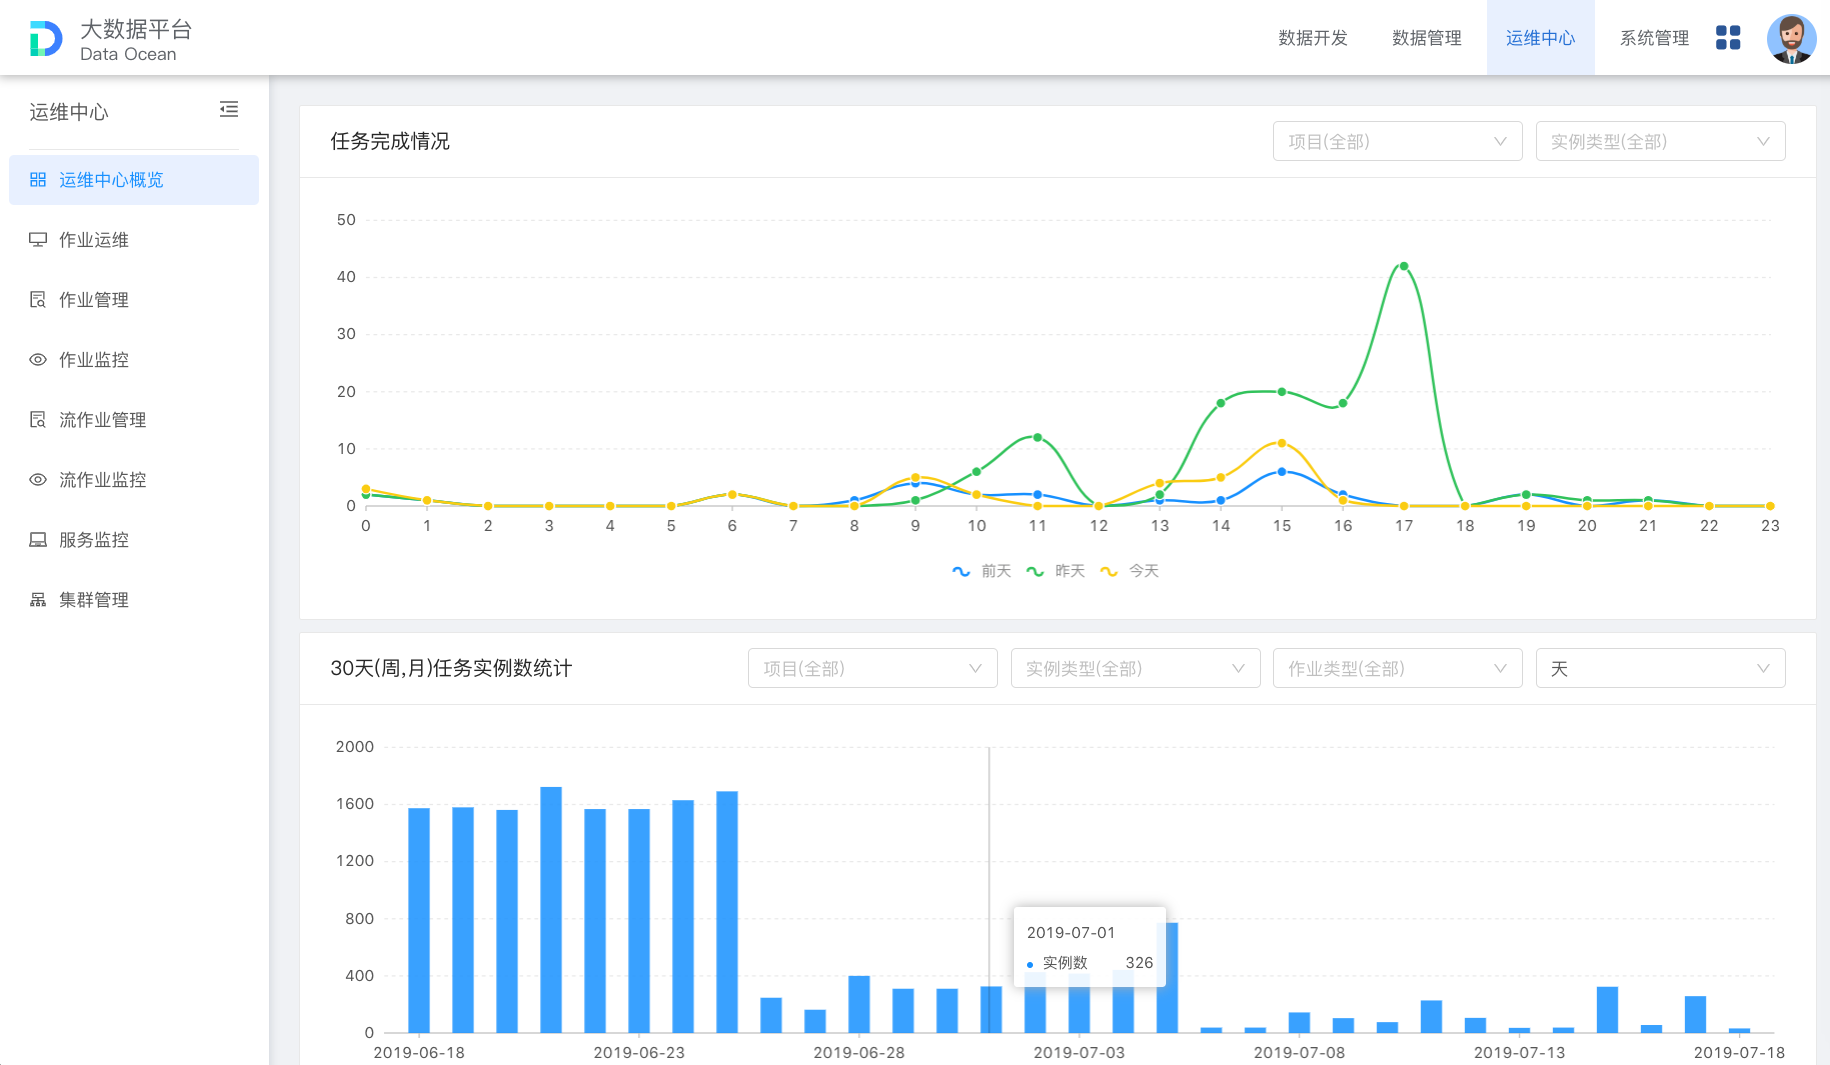 大数据平台
Data Ocean
数据开发
数据管理
运维中心
系统管理
运维中心
运维中心概览
作业运维
作业管理
作业监控
流作业管理
流作业监控
服务监控
集群管理
任务完成情况
项目(全部)
实例类型(全部)
50
40
30
20
10
0
0 1 2 3 4 5 6 7 8 9 10 11 12 13 14 15 16 17 18 19 20 21 22 23
前天 昨天 今天
30天(周,月)任务实例数统计
项目(全部)
实例类型(全部)
作业类型(全部)
天
2000
1600
1200
800
400
0
2019-07-01
实例数 326
2019-06-18 2019-06-23 2019-06-28 2019-07-03 2019-07-08 2019-07-13 2019-07-18